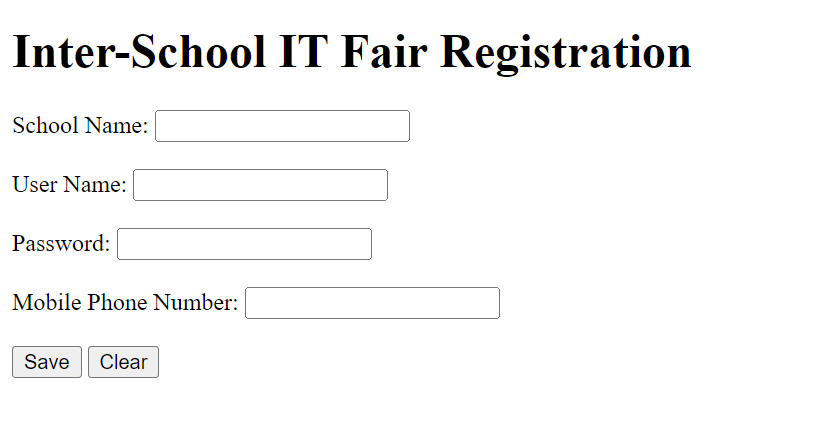 Inter-School IT Fair Registration
School Name:
User Name:
Password:
Mobile Phone Number:
Save Clear